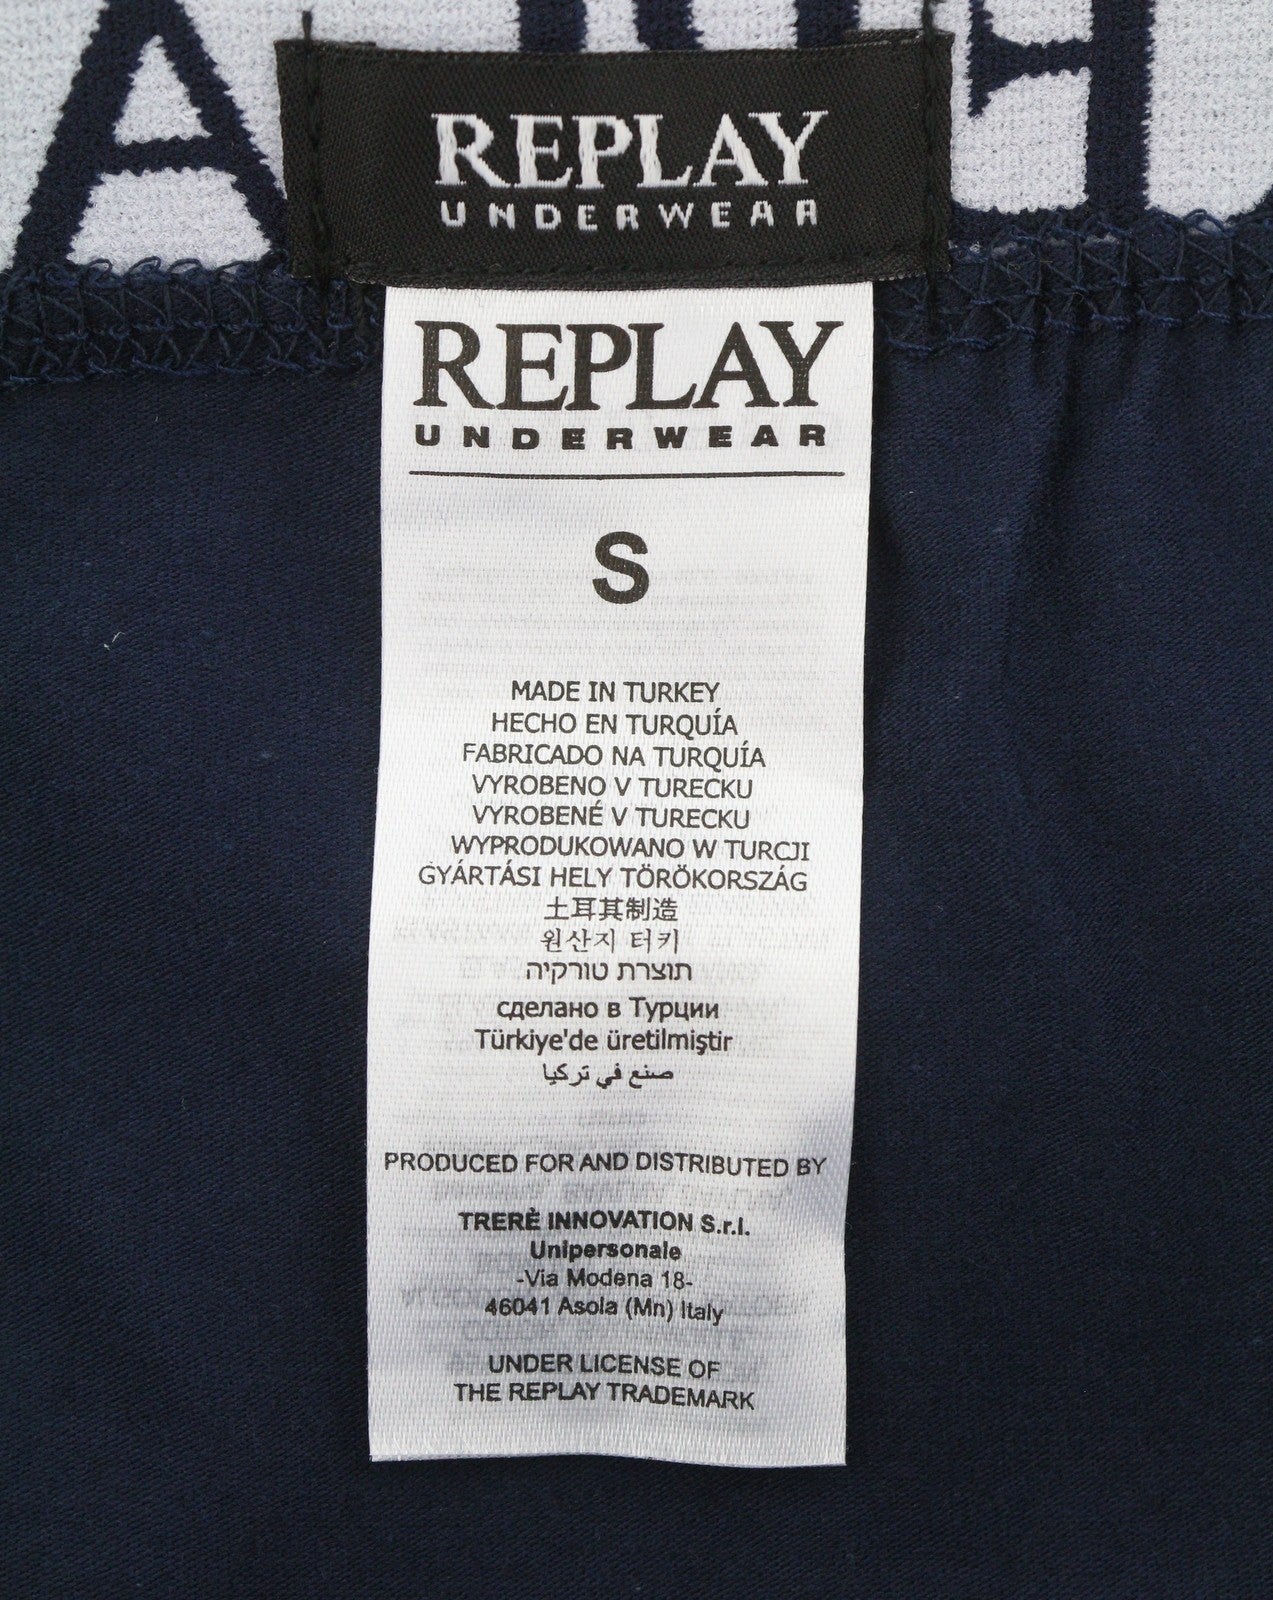 REPLAY
UNDERWEAR
REPLAY
UNDERWEAR
S
MADE IN TURKEY
HECHO EN TURQUÍA
FABRICADO NA TURQUÍA
VYROBENO V TURECKU
VYROBENÉ V TURECKU
WYPRODUKOWANO W TURCJI
GYÁRTÁSI HELY TÖRÖKORSZÁG
土耳其制造
원산지 터키
תוצרת טורקיה
сделано в Турции
Türkiye'de üretilmiştir
صنع في تركيا
PRODUCED FOR AND DISTRIBUTED BY
TRERÈ INNOVATION S.r.l.
Unipersonale
-Via Modena 18-
46041 Asola (Mn) Italy
UNDER LICENSE OF
THE REPLAY TRADEMARK